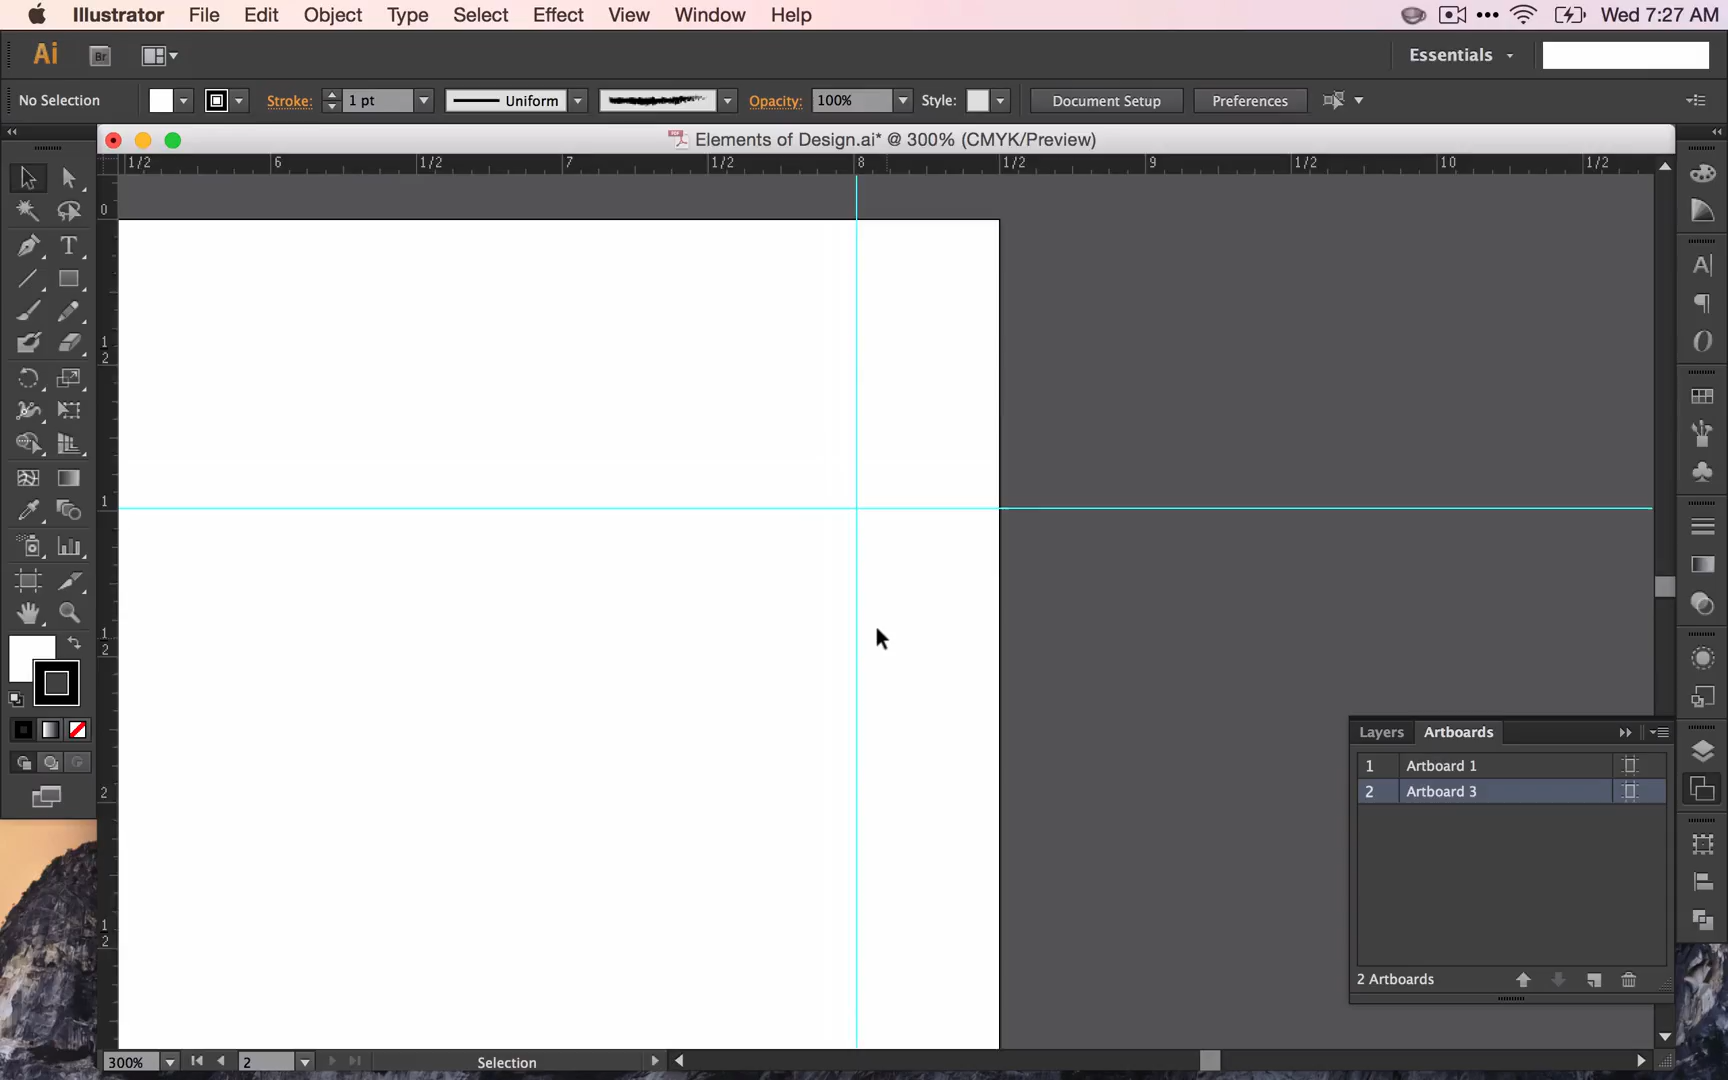 Illustrator File Edit Object Type Select Effect View Window Help Wed 7:27 AM
Ai Br Essentials
No Selection Stroke: 1 pt Uniform Opacity: 100% Style: Document Setup Preferences
Elements of Design.ai* @ 300% (CMYK/Preview)
1/2 6 1/2 7 1/2 8 1/2 9 1/2 10 1/2
0
1
2
1
1
2
2
1
2
Layers Artboards
1 Artboard 1
2 Artboard 3
2 Artboards
300% 2 Selection